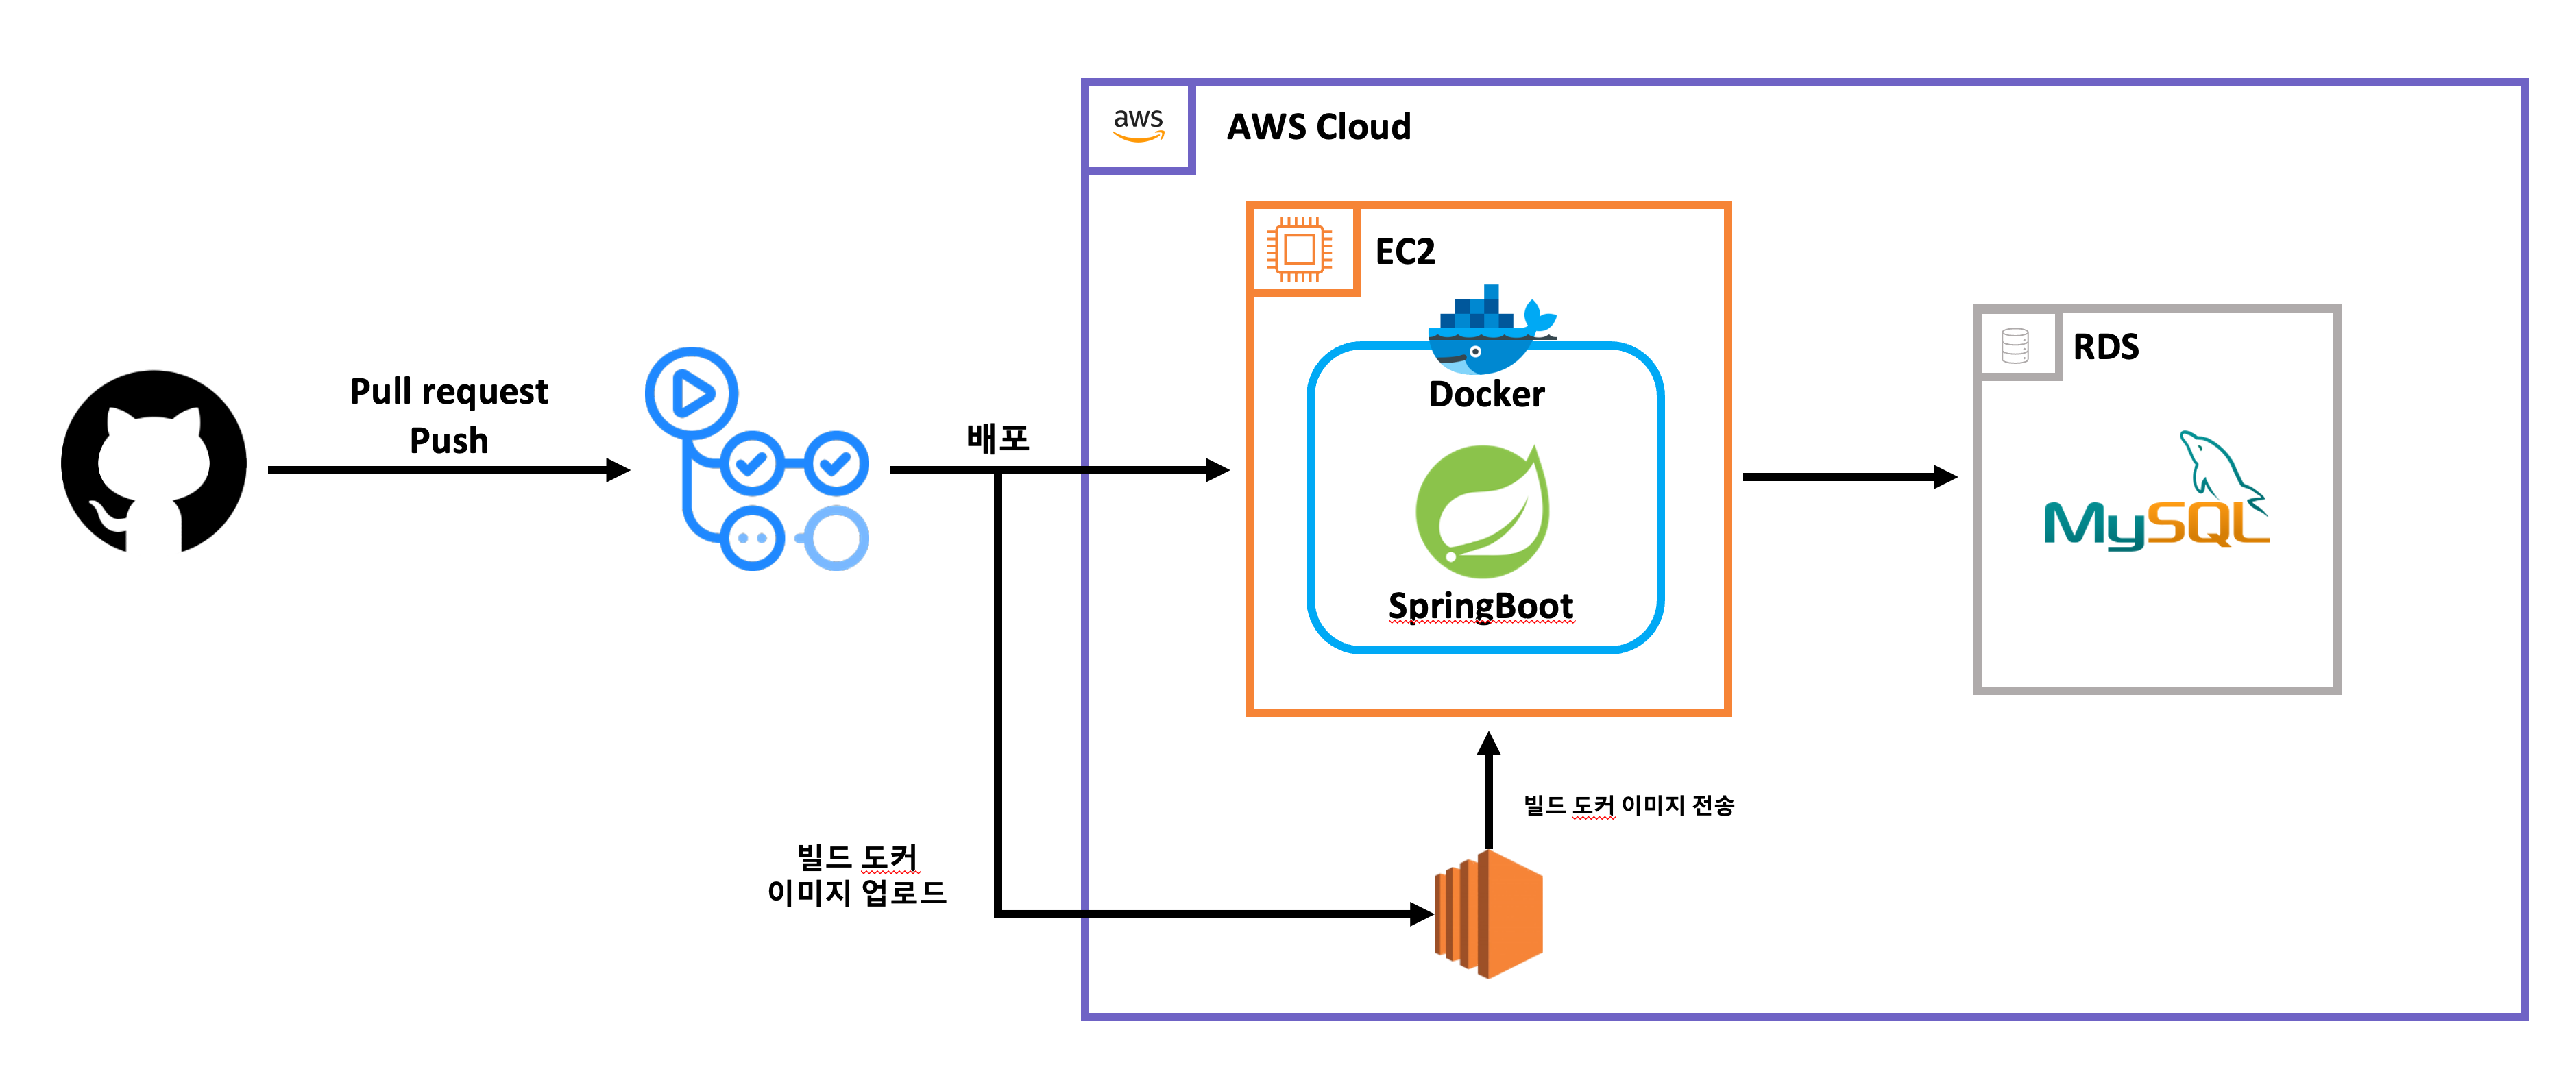 aws
AWS Cloud
EC2
Docker
SpringBoot
RDS
MySQL
Pull request
Push
배포
빌드 도커 이미지 전송
빌드 도커
이미지 업로드